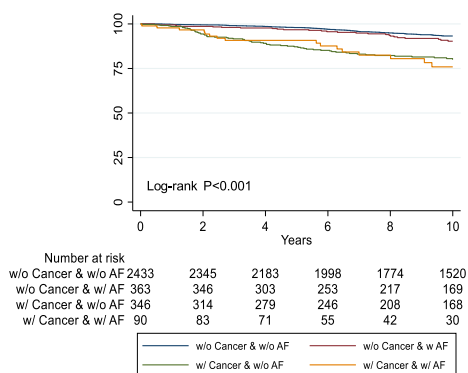 100
75
50
25
0
Log-rank P<0.001
0 2 4 6 8 10
Years
Number at risk
w/o Cancer & w/o AF 2433 2345 2183 1998 1774 1520
w/o Cancer & w/ AF 363 346 303 253 217 169
w/ Cancer & w/o AF 346 314 279 246 208 168
w/ Cancer & w/ AF 90 83 71 55 42 30
w/o Cancer & w/o AF w/o Cancer & w AF
w/ Cancer & w/o AF w/ Cancer & w/ AF